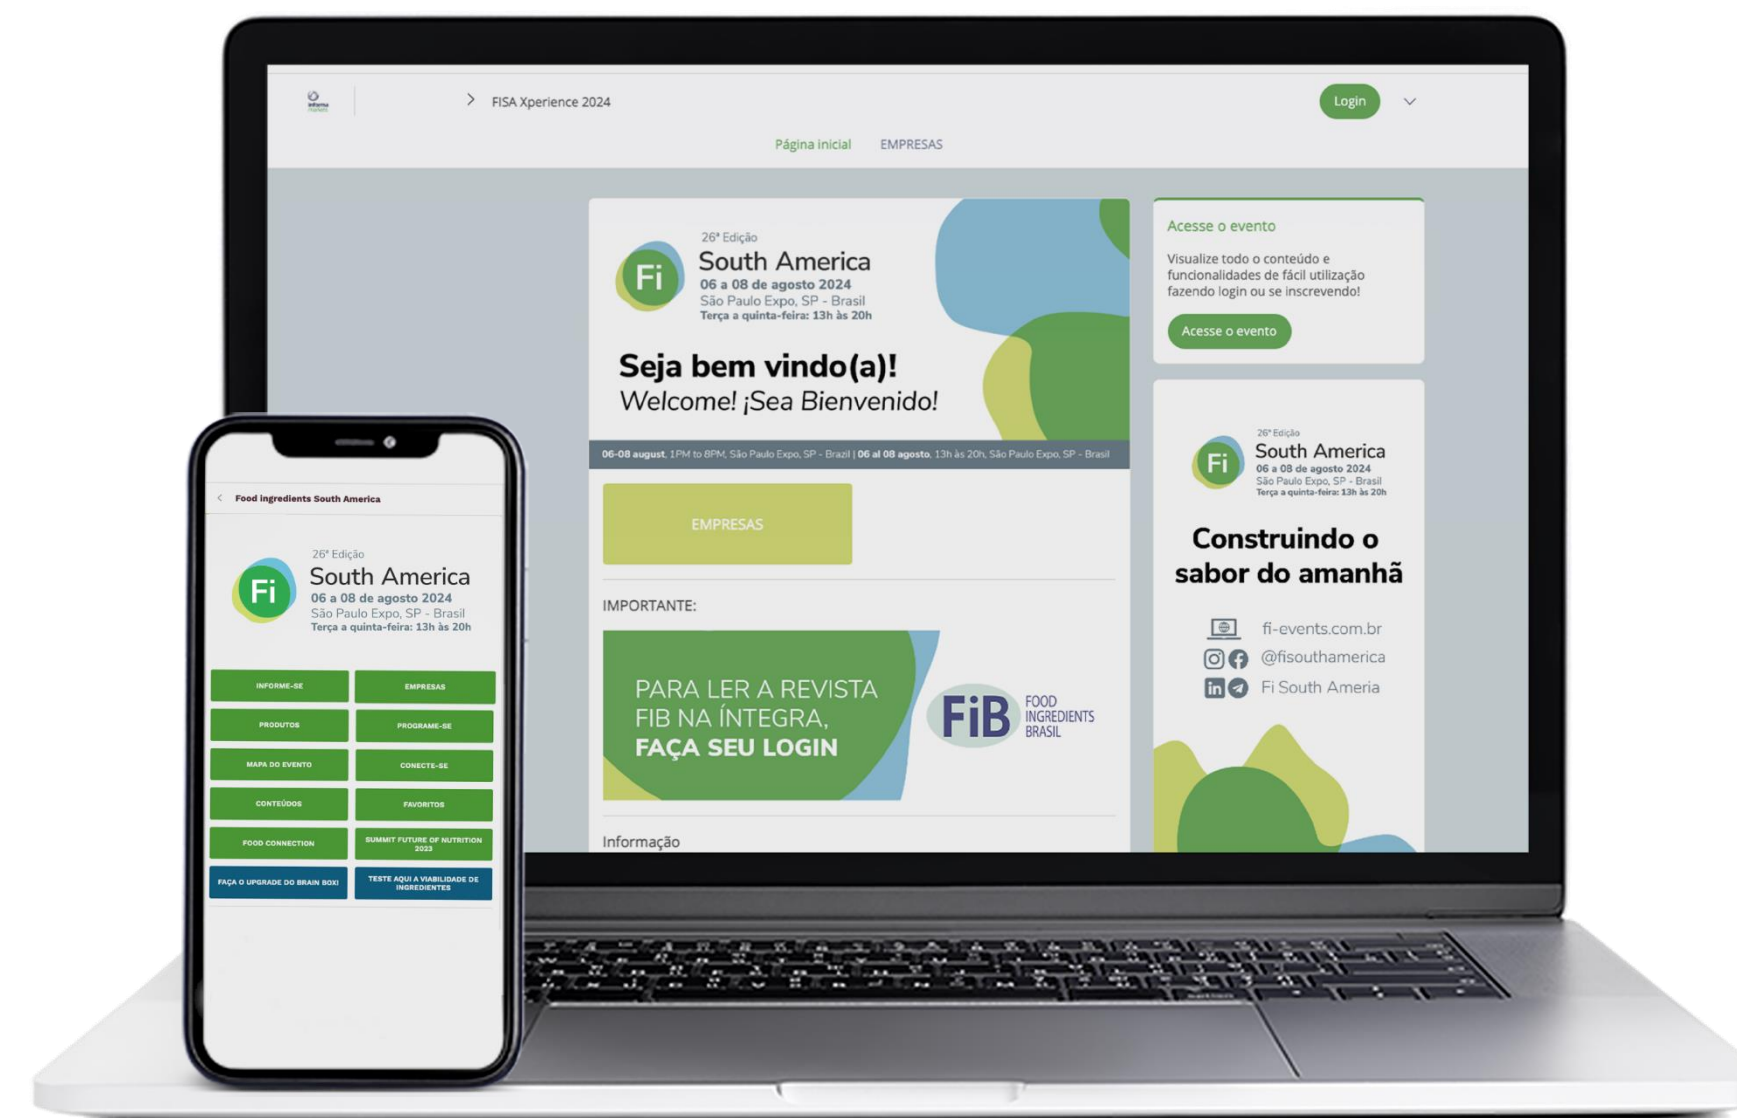 informa
markets
FISA Xperience 2024
Login
Página inicial
EMPRESAS
Fi
26ª Edição
South America
06 a 08 de agosto 2024
São Paulo Expo, SP - Brasil
Terça a quinta-feira: 13h às 20h
Seja bem vindo(a)!
Welcome! ¡Sea Bienvenido!
06-08 august, 1PM to 8PM, São Paulo Expo, SP - Brazil | 06 al 08 agosto, 13h às 20h, São Paulo Expo, SP - Brasil
EMPRESAS
IMPORTANTE:
PARA LER A REVISTA
FIB NA ÍNTEGRA,
FAÇA SEU LOGIN
FiB
FOOD
INGREDIENTS
BRASIL
Informação
Acesse o evento
Visualize todo o conteúdo e
funcionalidades de fácil utilização
fazendo login ou se inscrevendo!
Acesse o evento
Fi
26ª Edição
South America
06 a 08 de agosto 2024
São Paulo Expo, SP - Brasil
Terça a quinta-feira: 13h às 20h
Construindo o
sabor do amanhã
fi-events.com.br
@fisouthamerica
in
Fi South Ameria
Food ingredients South America
Fi
26ª Edição
South America
06 a 08 de agosto 2024
São Paulo Expo, SP - Brasil
Terça a quinta-feira: 13h às 20h
INFORME-SE
EMPRESAS
PRODUTOS
PROGRAME-SE
MAPA DO EVENTO
CONECTE-SE
CONTEÚDOS
FAVORITOS
FOOD CONNECTION
SUMMIT FUTURE OF NUTRITION
2023
FAÇA O UPGRADE DO BRAIN BOX!
TESTE AQUI A VIABILIDADE DE
INGREDIENTES